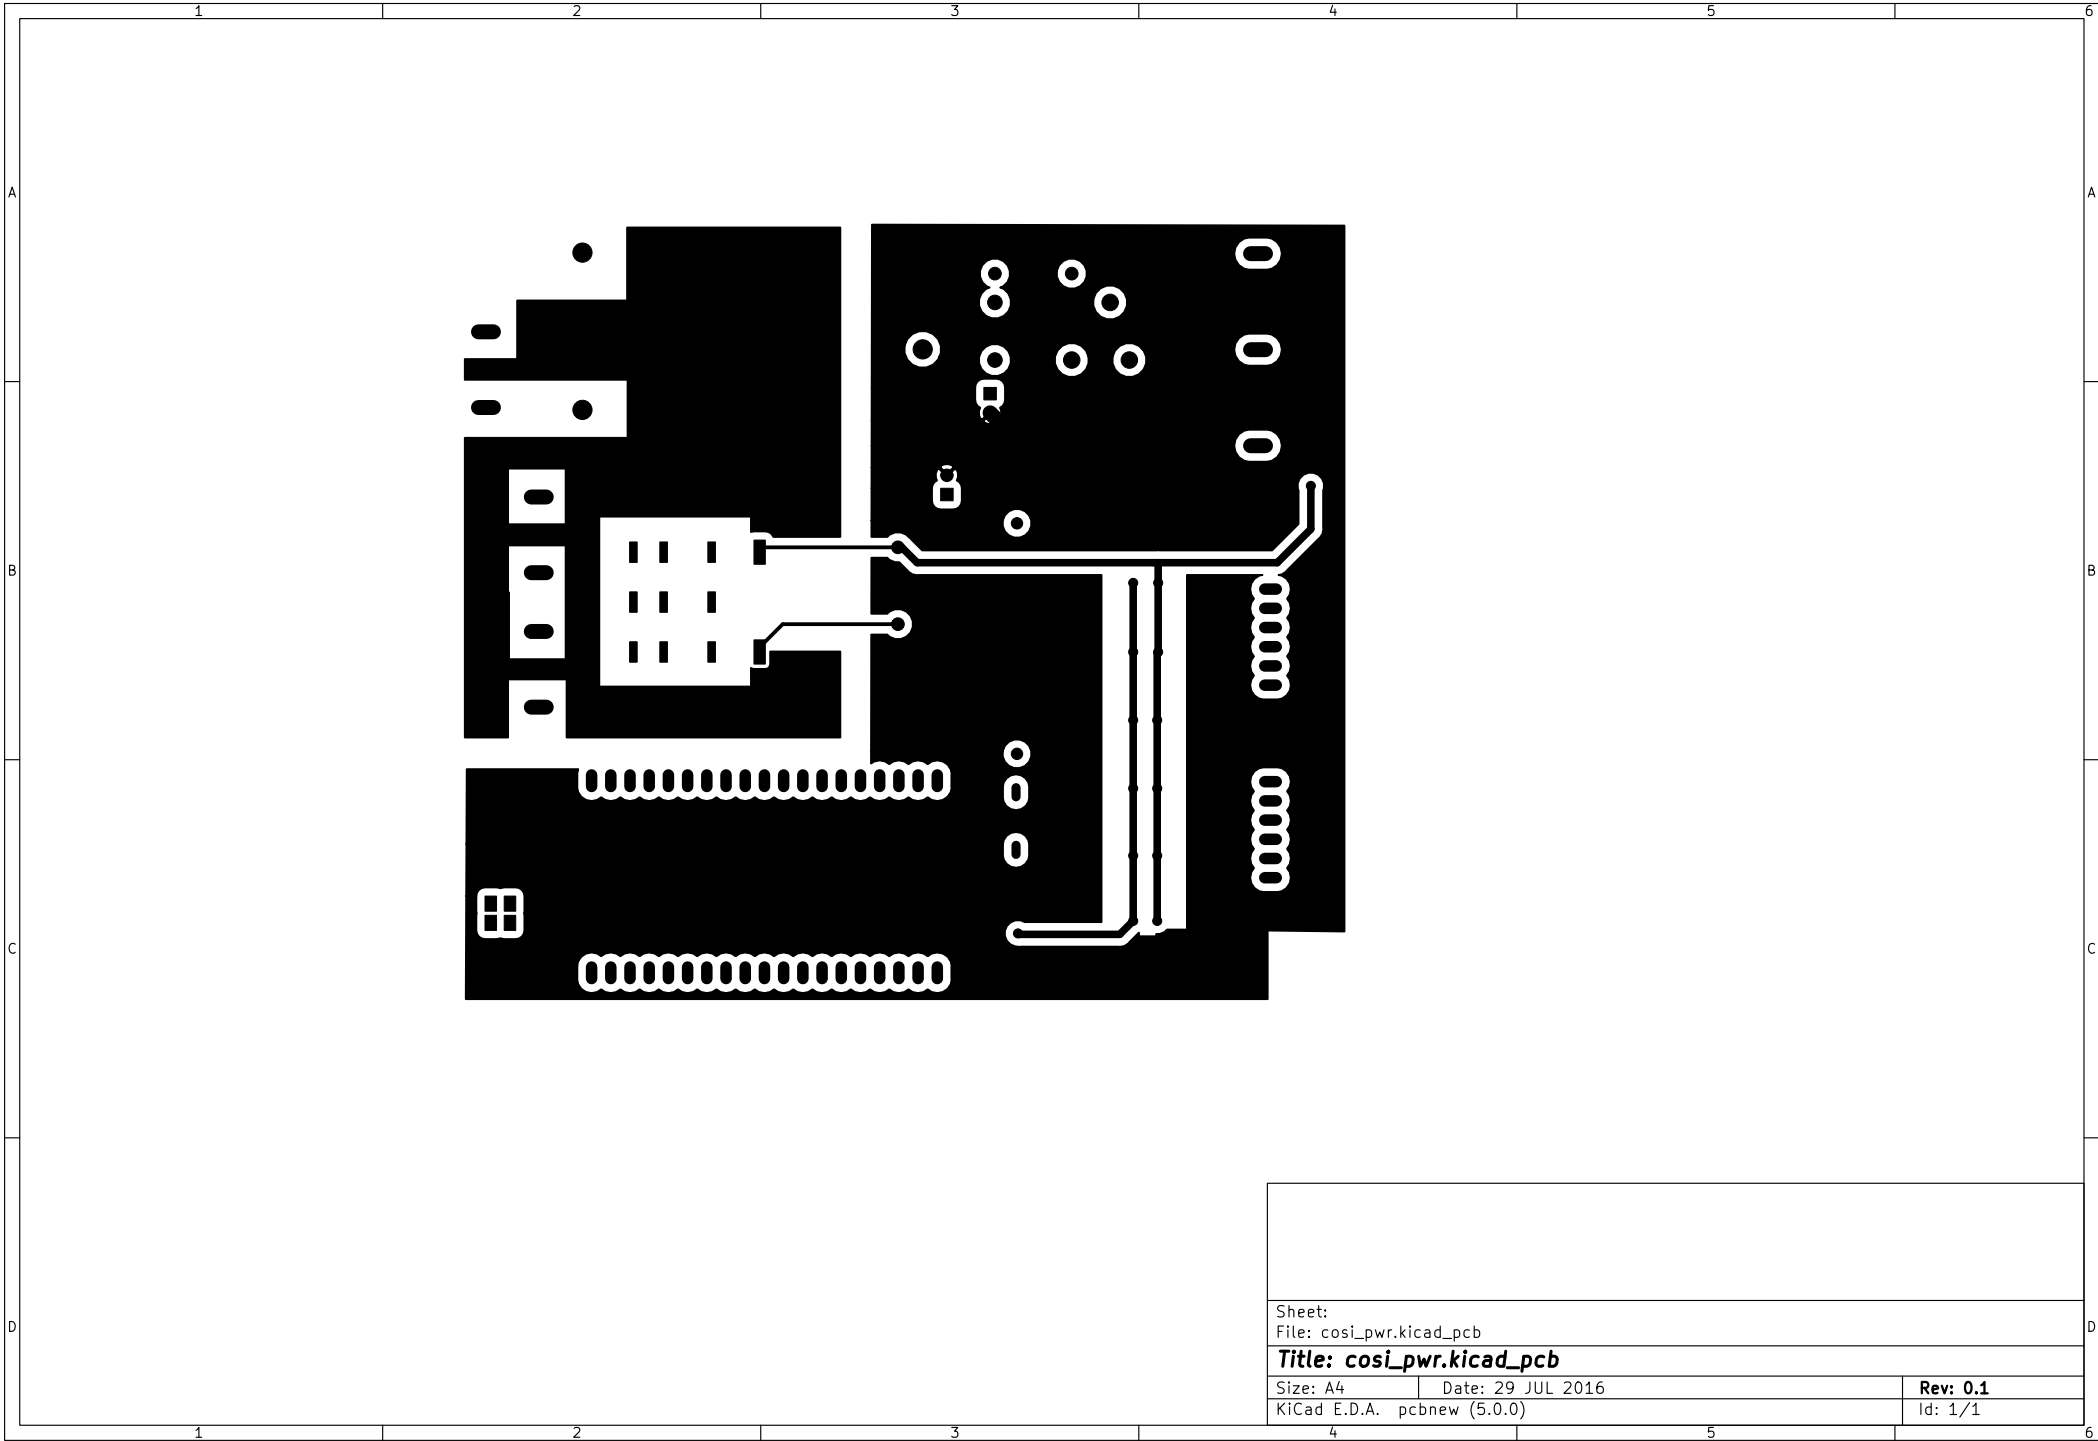 1 2 3 4 5 6
A A
B B
C C
D D
Sheet:
File: cosi_pwr.kicad_pcb
Title: cosi_pwr.kicad_pcb
Size: A4 Date: 29 JUL 2016 Rev: 0.1
KiCad E.D.A. pcbnew (5.0.0) Id: 1/1
1 2 3 4 5 6